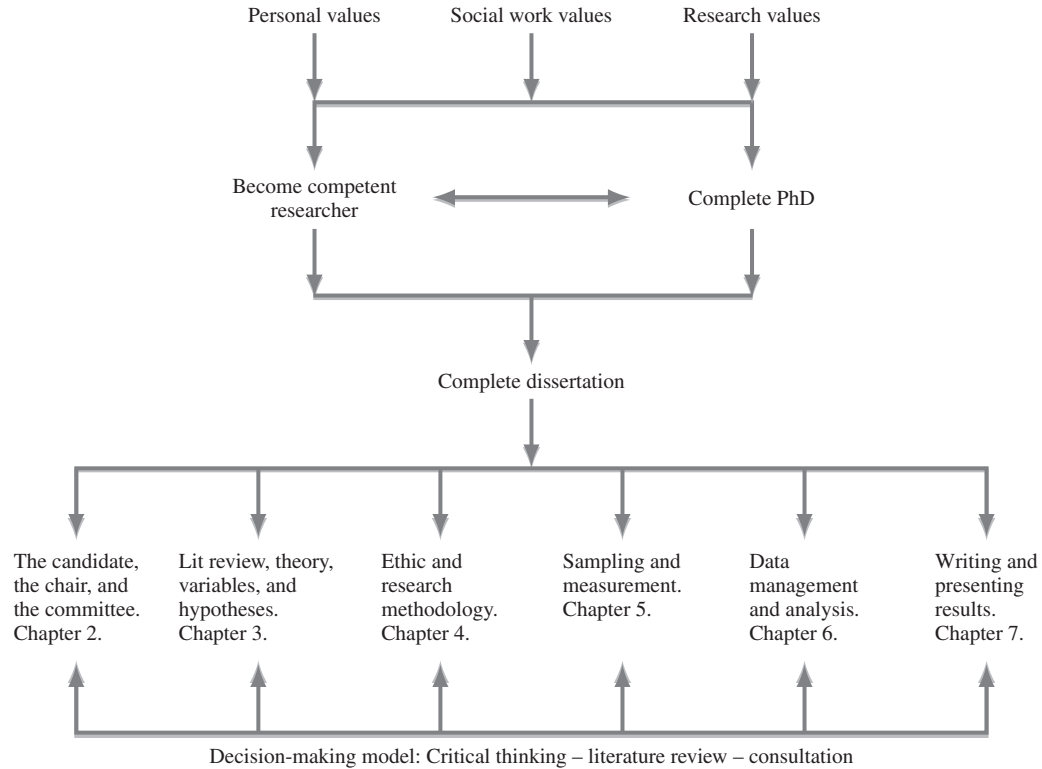 Personal values
Social work values
Research values
Become competent
researcher
Complete PhD
Complete dissertation
The candidate,
the chair, and
the committee.
Chapter 2.
Lit review, theory,
variables, and
hypotheses.
Chapter 3.
Ethic and
research
methodology.
Chapter 4.
Sampling and
measurement.
Chapter 5.
Data
management
and analysis.
Chapter 6.
Writing and
presenting
results.
Chapter 7.
Decision-making model: Critical thinking – literature review – consultation